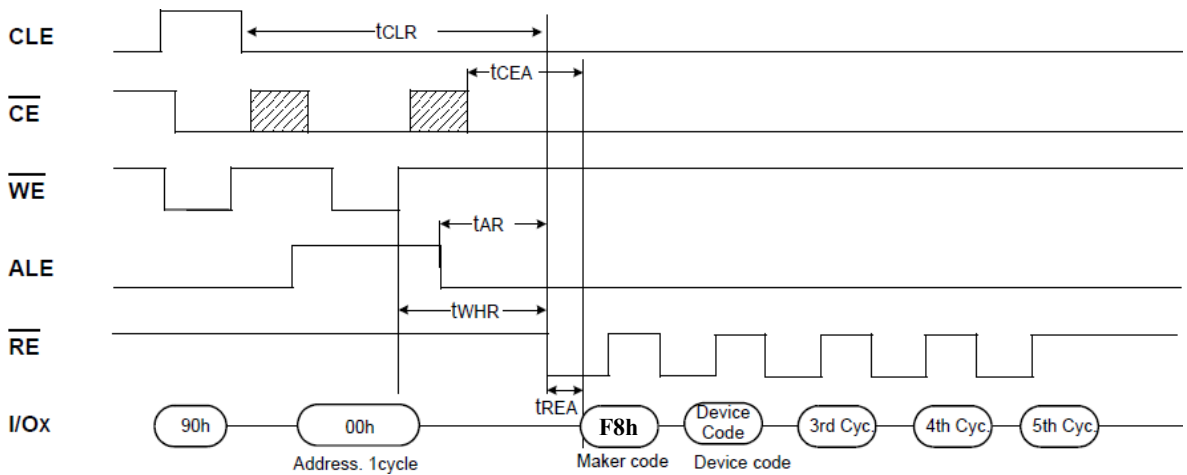 CLE
tCLR
tCEA
CE
WE
tAR
ALE
tWHR
RE
tREA
I/Ox
90h
00h
F8h
Device
Code
3rd Cyc.
4th Cyc.
5th Cyc.
Address. 1cycle
Maker code
Device code